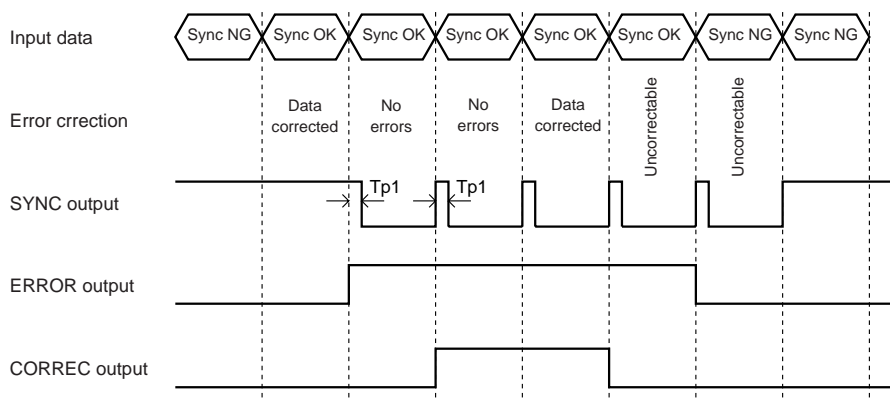 Input data
Sync NG Sync OK Sync OK Sync OK Sync OK Sync OK Sync NG Sync NG
Error crrection
Data corrected
No errors
No errors
Data corrected
Uncorrectable
Uncorrectable
SYNC output
Tp1
Tp1
ERROR output
CORREC output